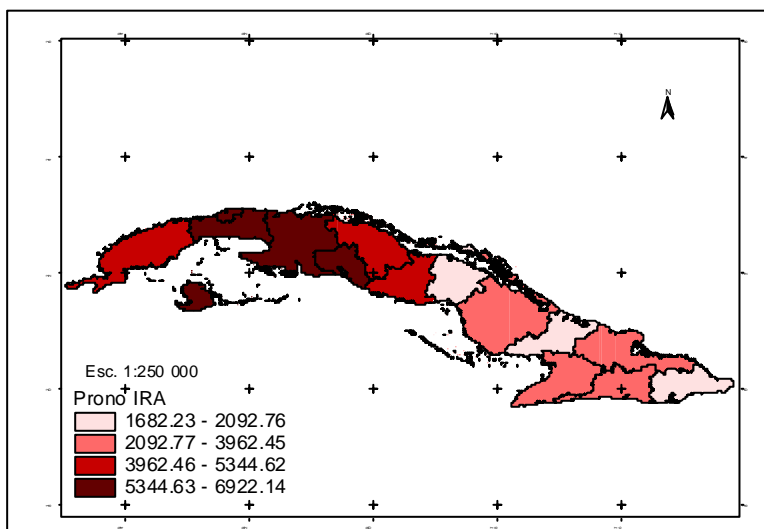 N
Esc. 1:250 000
Prono IRA
1682.23 - 2092.76
2092.77 - 3962.45
3962.46 - 5344.62
5344.63 - 6922.14